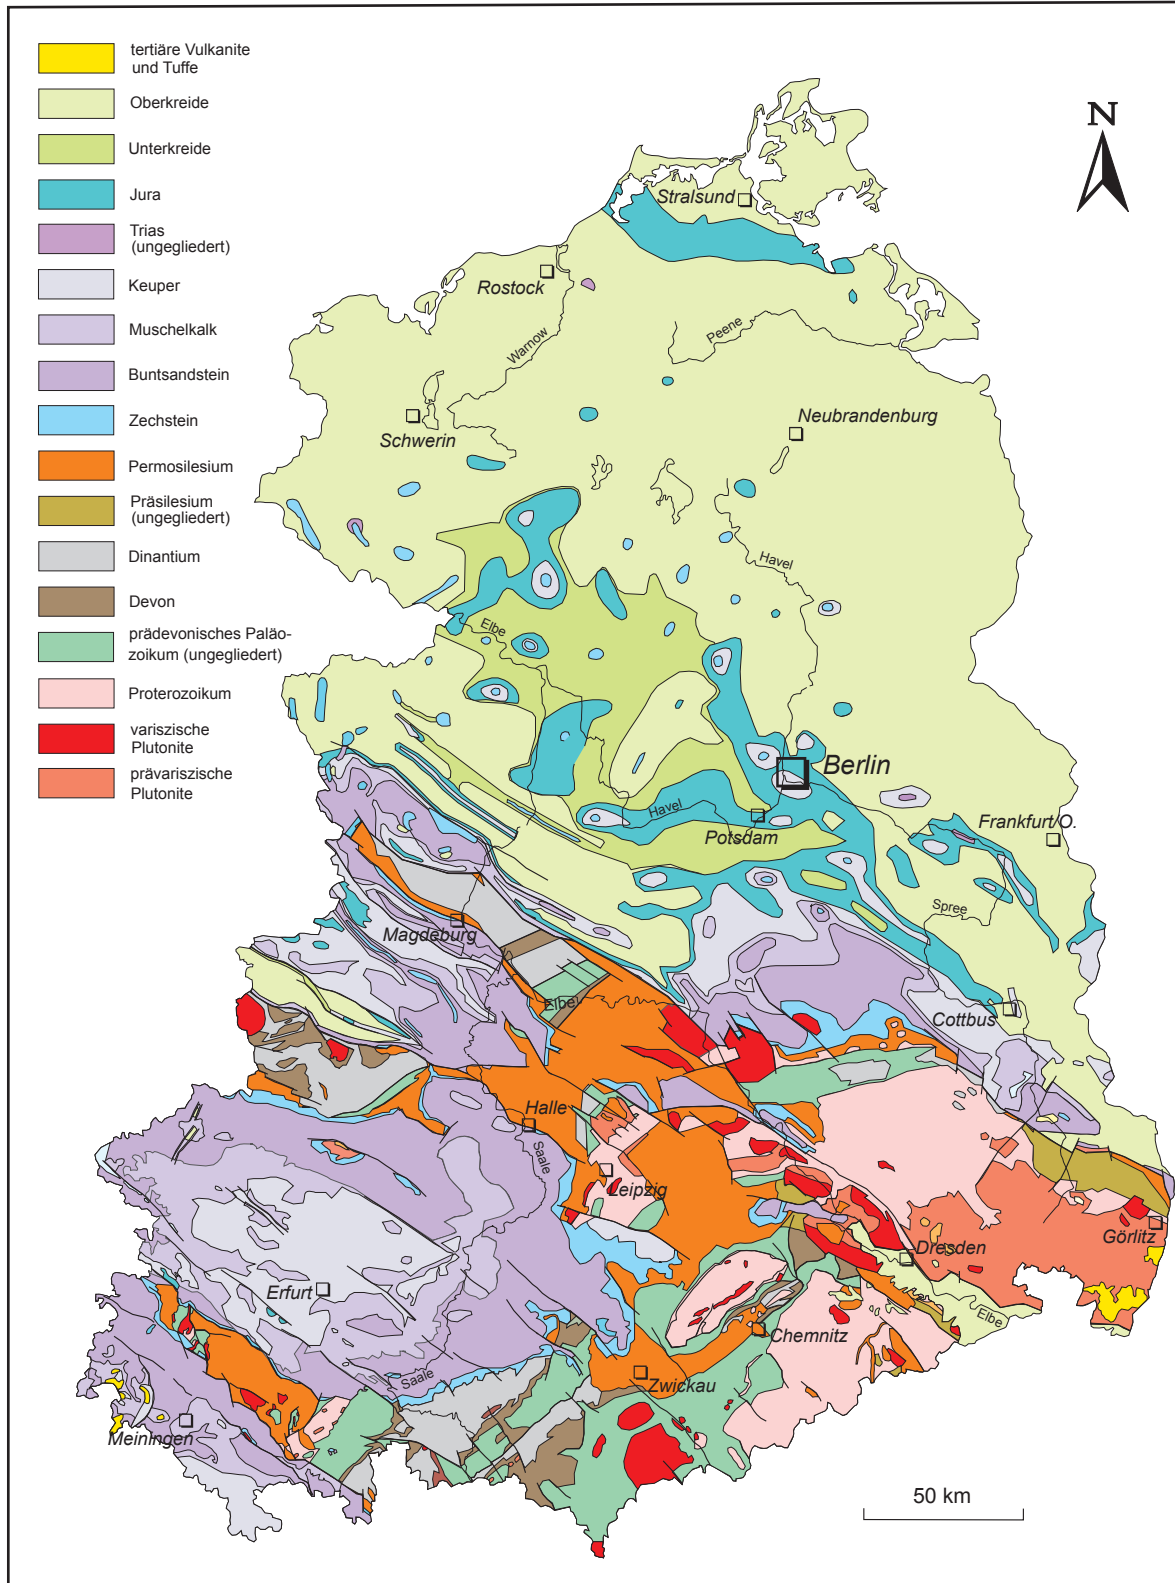 tertiäre Vulkanite
und Tuffe
Oberkreide
Unterkreide
Jura
Trias
(ungegliedert)
Keuper
Muschelkalk
Buntsandstein
Zechstein
Permosilesium
Präsilesium
(ungegliedert)
Dinantium
Devon
prädevonisches Paläo-
zoikum (ungegliedert)
Proterozoikum
variszische
Plutonite
prävariszische
Plutonite
N
Stralsund
Rostock
Warnow
Peene
Schwerin
Neubrandenburg
Havel
Elbe
Berlin
Havel
Potsdam
Frankfurt/O.
Spree
Magdeburg
Elbe
Cottbus
Halle
Saale
Leipzig
Görlitz
Dresden
Erfurt
Elbe
Chemnitz
Saale
Zwickau
Meiningen
50 km